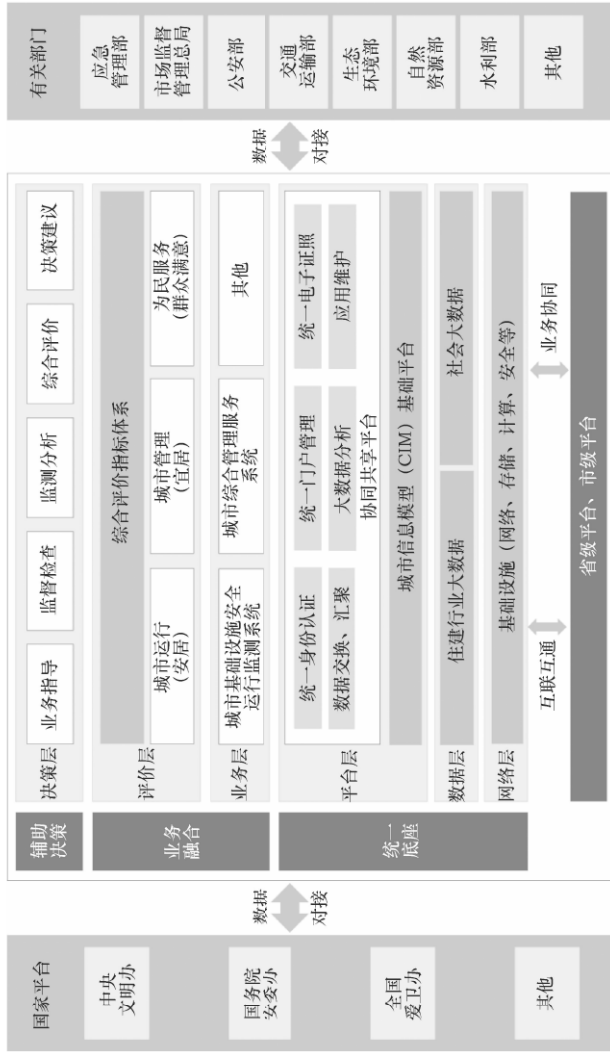 国家平台
中央
文明办
国务院
安委办
全国
爱卫办
其他
数据
对接
辅助
决策
决策层
业务指导
监督检查
监测分析
综合评价
决策建议
业务
融合
评价层
综合评价指标体系
城市运行
(安居)
城市管理
(宜居)
为民服务
(群众满意)
业务层
城市基础设施安全
运行监测系统
城市综合管理服务
系统
其他
统一
底座
平台层
统一身份认证
统一门户管理
统一电子证照
数据交换、汇聚
大数据分析
应用维护
协同共享平台
城市信息模型(CIM)基础平台
数据层
住建行业大数据
社会大数据
网络层
基础设施(网络、存储、计算、安全等)
互联互通
业务协同
省级平台、市级平台
数据
对接
有关部门
应急
管理部
市场监督
管理总局
公安部
交通
运输部
生态
环境部
自然
资源部
水利部
其他